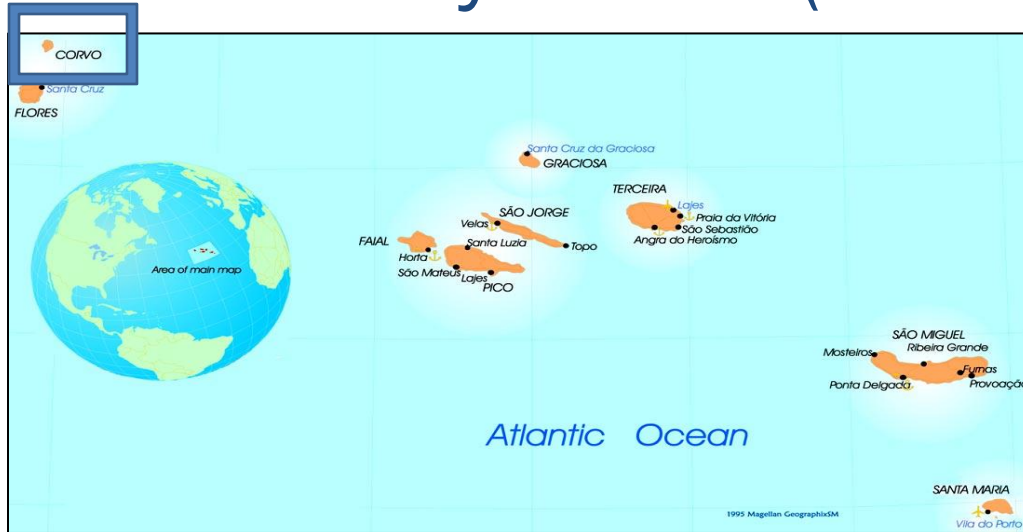 CORVO
Santa Cruz
FLORES
Santa Cruz da Graciosa
GRACIOSA
TERCEIRA
Lajes
Praia da Vitória
São Sebastião
Angra do Heroísmo
SÃO JORGE
Velas
Topo
FAIAL
Horta
Santa Luzia
São Mateus
Lajes
PICO
Area of main map
SÃO MIGUEL
Ribeira Grande
Mosteiros
Furnas
Ponta Delgada
Provoação
Atlantic Ocean
SANTA MARIA
Vila do Porto
1995 Magellan GeographixSM